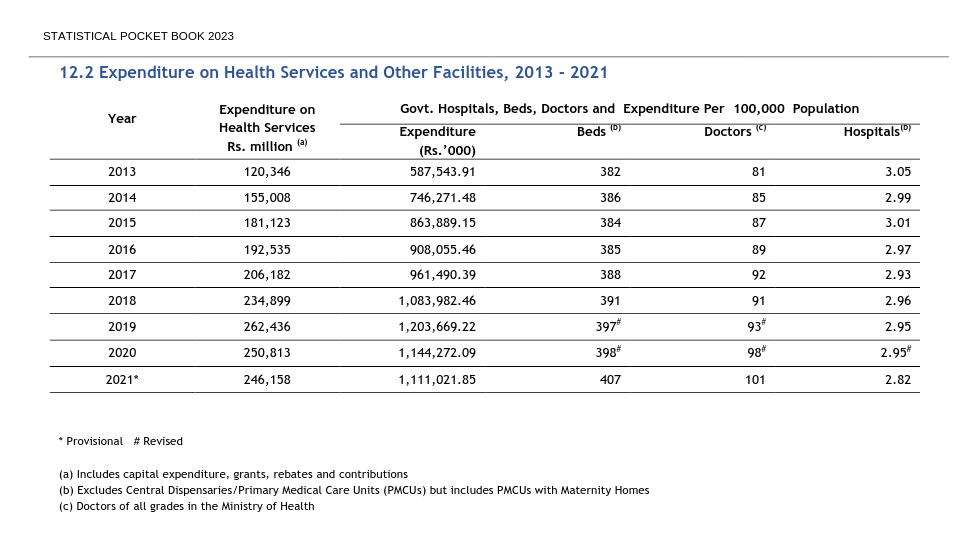 STATISTICAL POCKET BOOK 2023
12.2 Expenditure on Health Services and Other Facilities, 2013 - 2021
Year Expenditure on Health Services Rs. million (a) Govt. Hospitals, Beds, Doctors and Expenditure Per 100,000 Population
Expenditure (Rs.’000) Beds (b) Doctors (c) Hospitals(b)
2013 120,346 587,543.91 382 81 3.05
2014 155,008 746,271.48 386 85 2.99
2015 181,123 863,889.15 384 87 3.01
2016 192,535 908,055.46 385 89 2.97
2017 206,182 961,490.39 388 92 2.93
2018 234,899 1,083,982.46 391 91 2.96
2019 262,436 1,203,669.22 397# 93# 2.95
2020 250,813 1,144,272.09 398# 98# 2.95#
2021* 246,158 1,111,021.85 407 101 2.82
* Provisional # Revised
(a) Includes capital expenditure, grants, rebates and contributions
(b) Excludes Central Dispensaries/Primary Medical Care Units (PMCUs) but includes PMCUs with Maternity Homes
(c) Doctors of all grades in the Ministry of Health